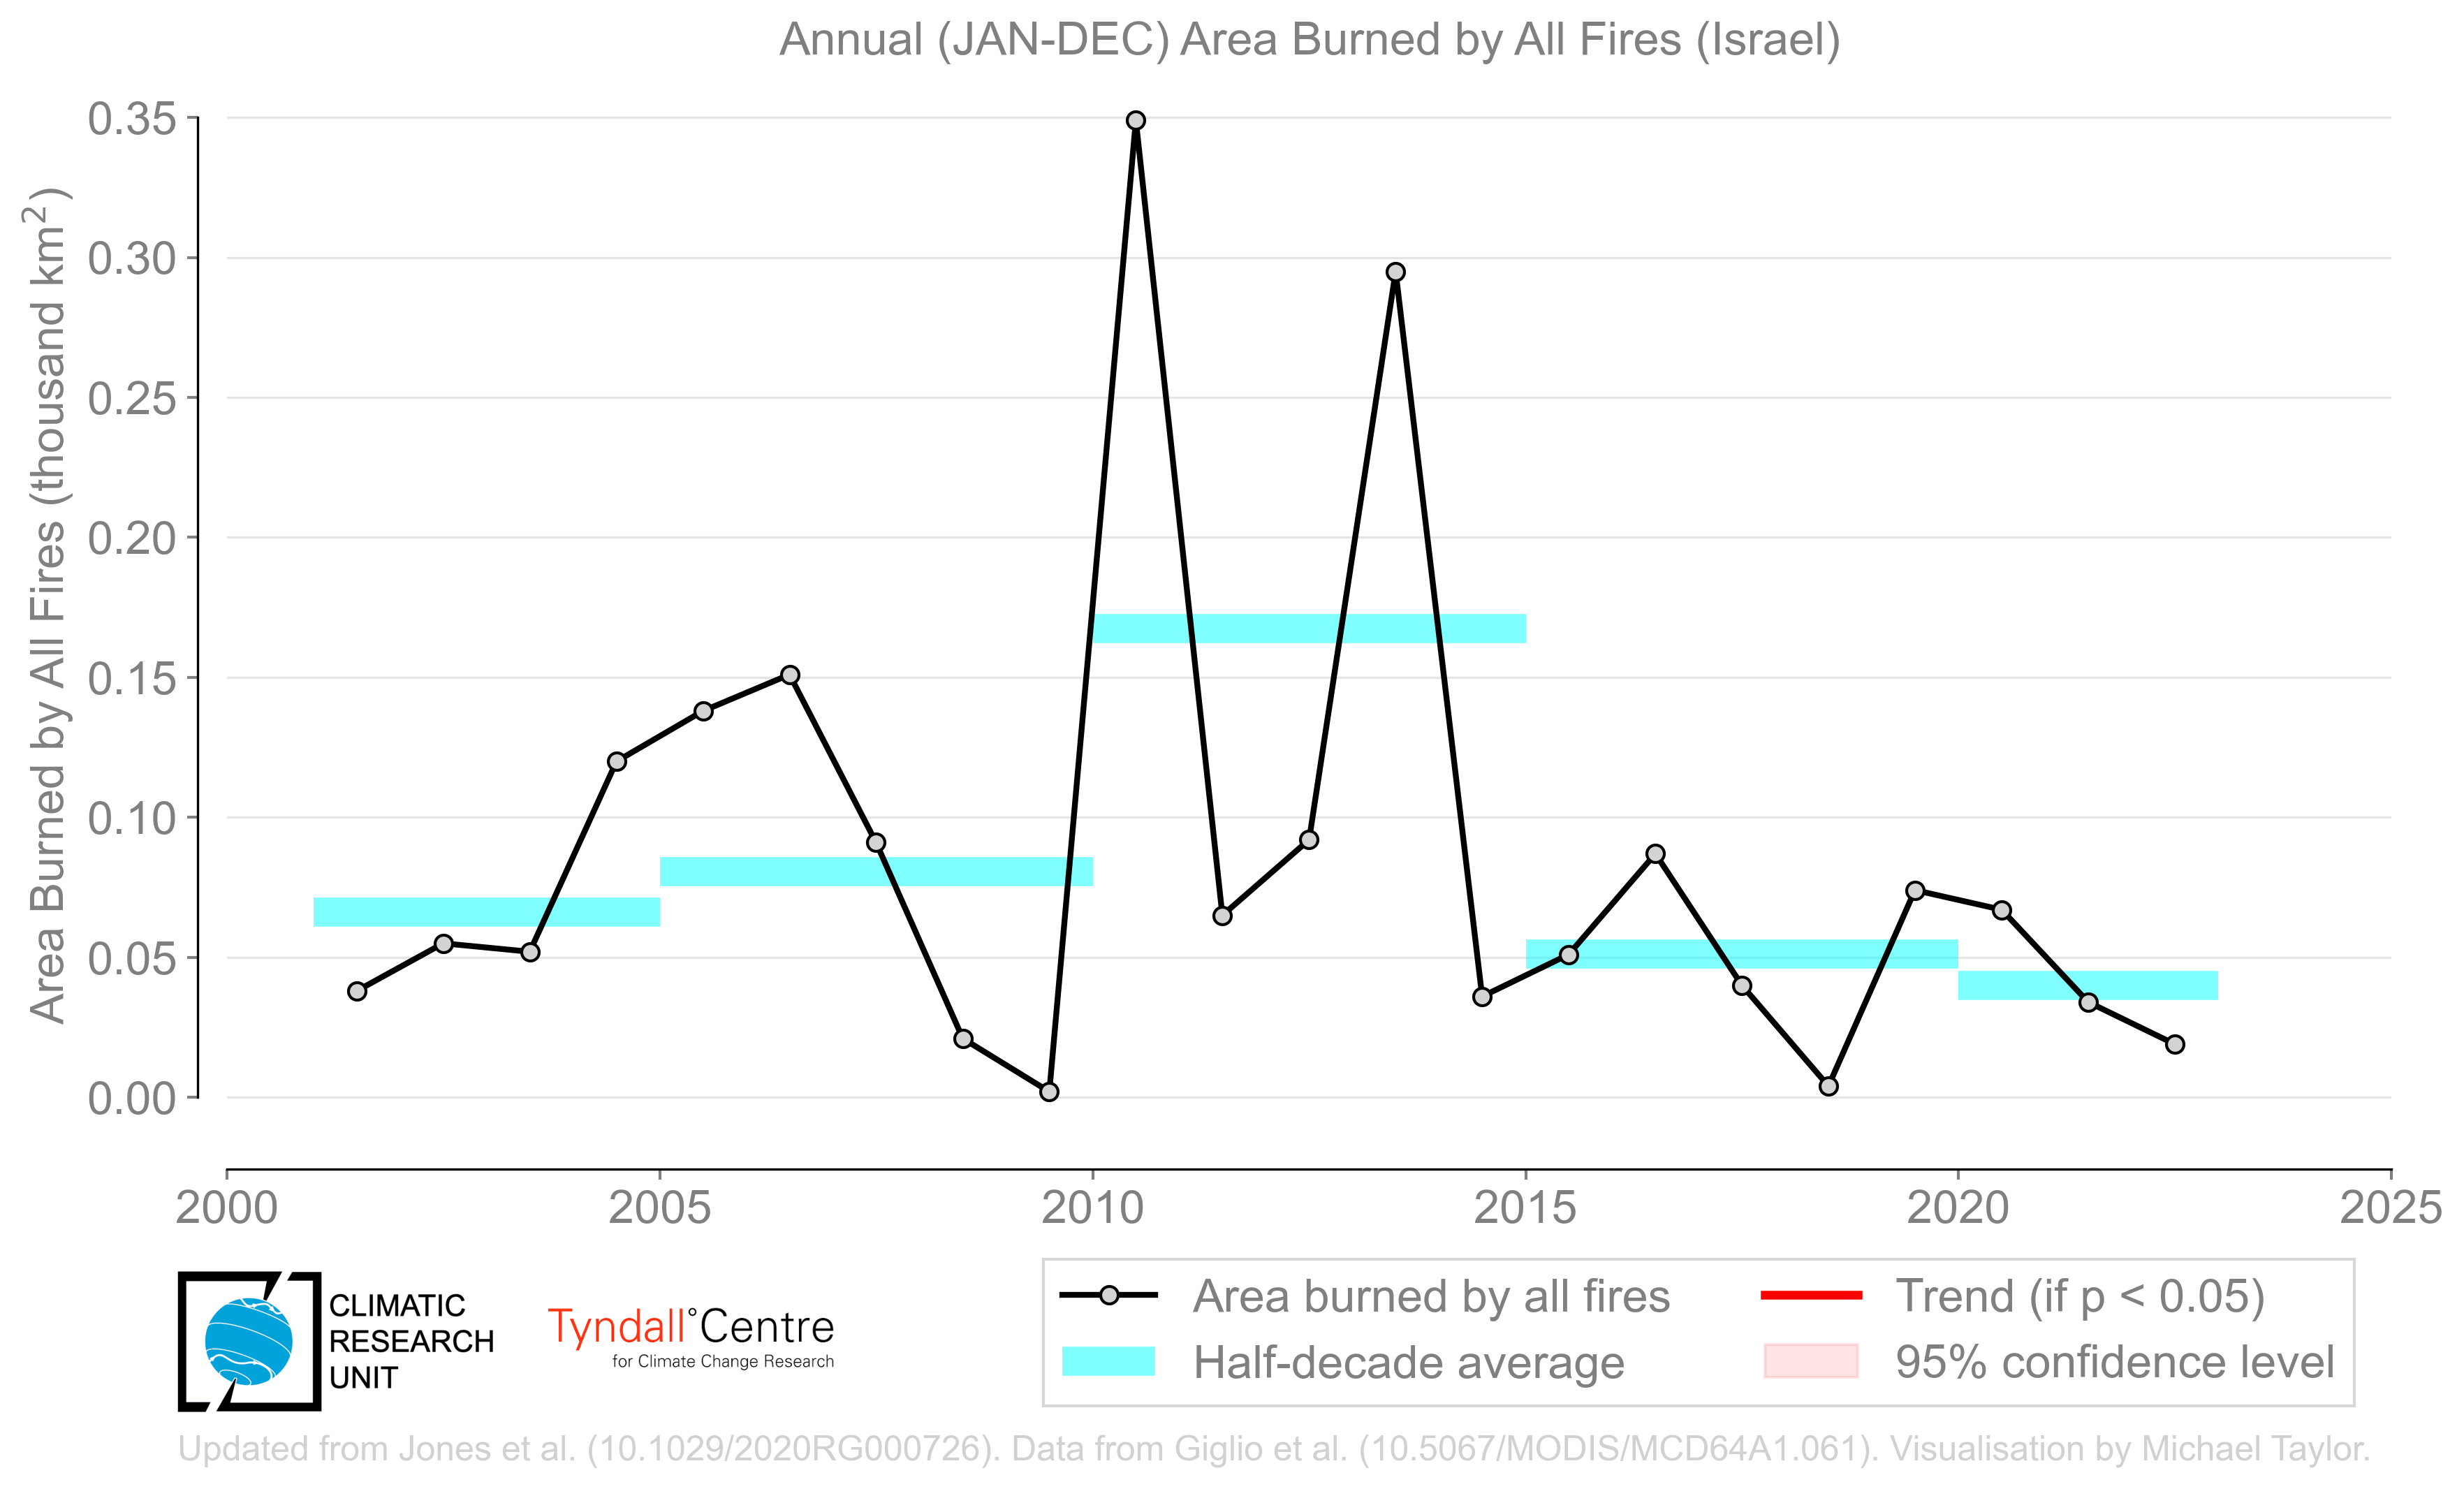 Annual (JAN-DEC) Area Burned by All Fires (Israel)
Area Burned by All Fires (thousand km²)
0.35
0.30
0.25
0.20
0.15
0.10
0.05
0.00
2000 2005 2010 2015 2020 2025
CLIMATIC
RESEARCH
UNIT
Tyndall°Centre
for Climate Change Research
Area burned by all fires
Half-decade average
Trend (if p < 0.05)
95% confidence level
Updated from Jones et al. (10.1029/2020RG000726). Data from Giglio et al. (10.5067/MODIS/MCD64A1.061). Visualisation by Michael Taylor.